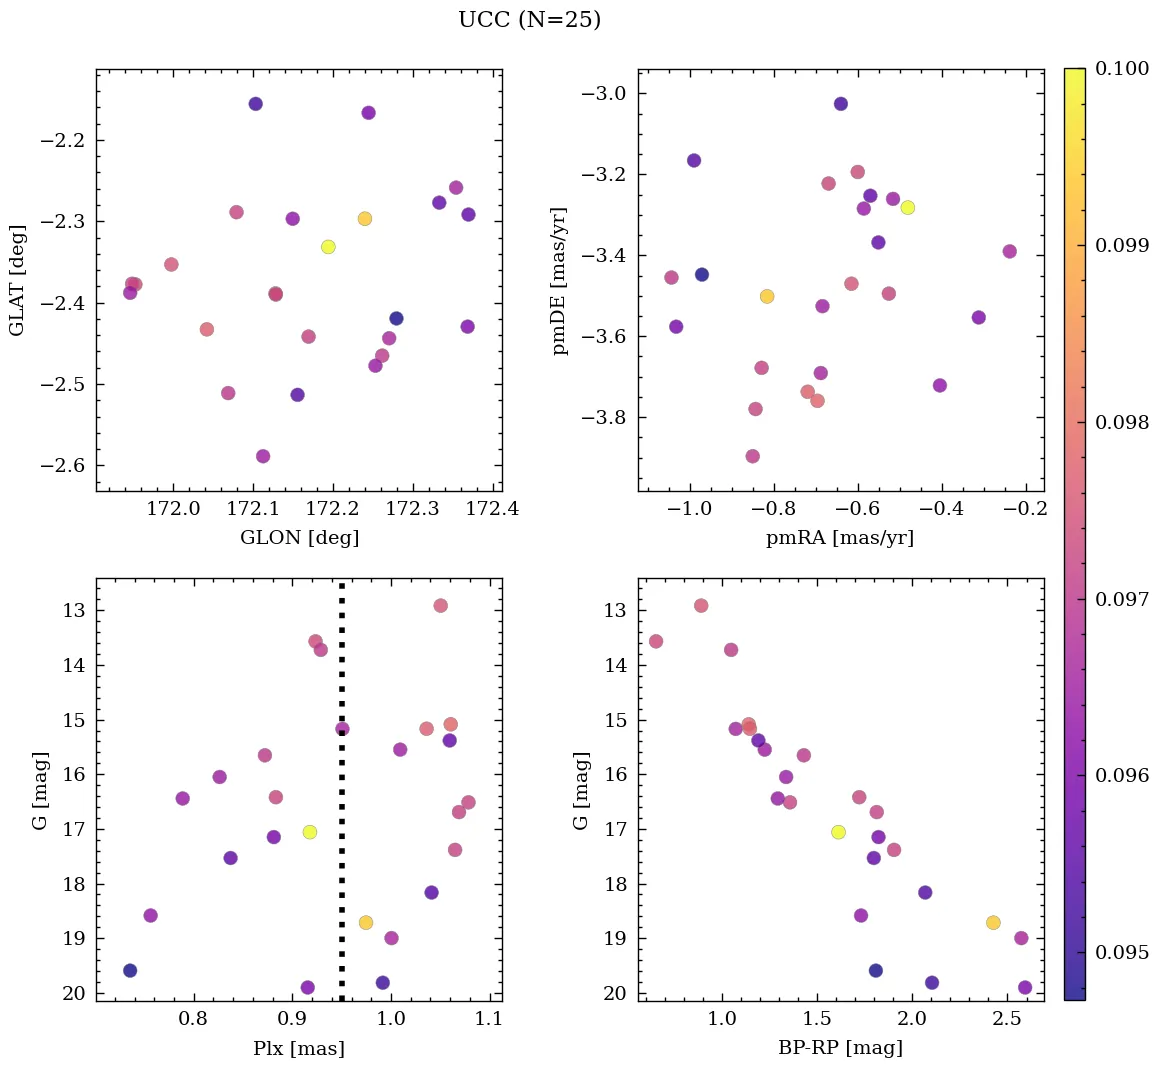 UCC (N=25)
−2.2
−2.3
−2.4
−2.5
−2.6
GLAT [deg]
172.0 172.1 172.2 172.3 172.4
GLON [deg]
−3.0
−3.2
−3.4
−3.6
−3.8
pmDE [mas/yr]
−1.0 −0.8 −0.6 −0.4 −0.2
pmRA [mas/yr]
13
14
15
16
17
18
19
20
G [mag]
0.8 0.9 1.0 1.1
Plx [mas]
13
14
15
16
17
18
19
20
G [mag]
1.0 1.5 2.0 2.5
BP-RP [mag]
0.100
0.099
0.098
0.097
0.096
0.095